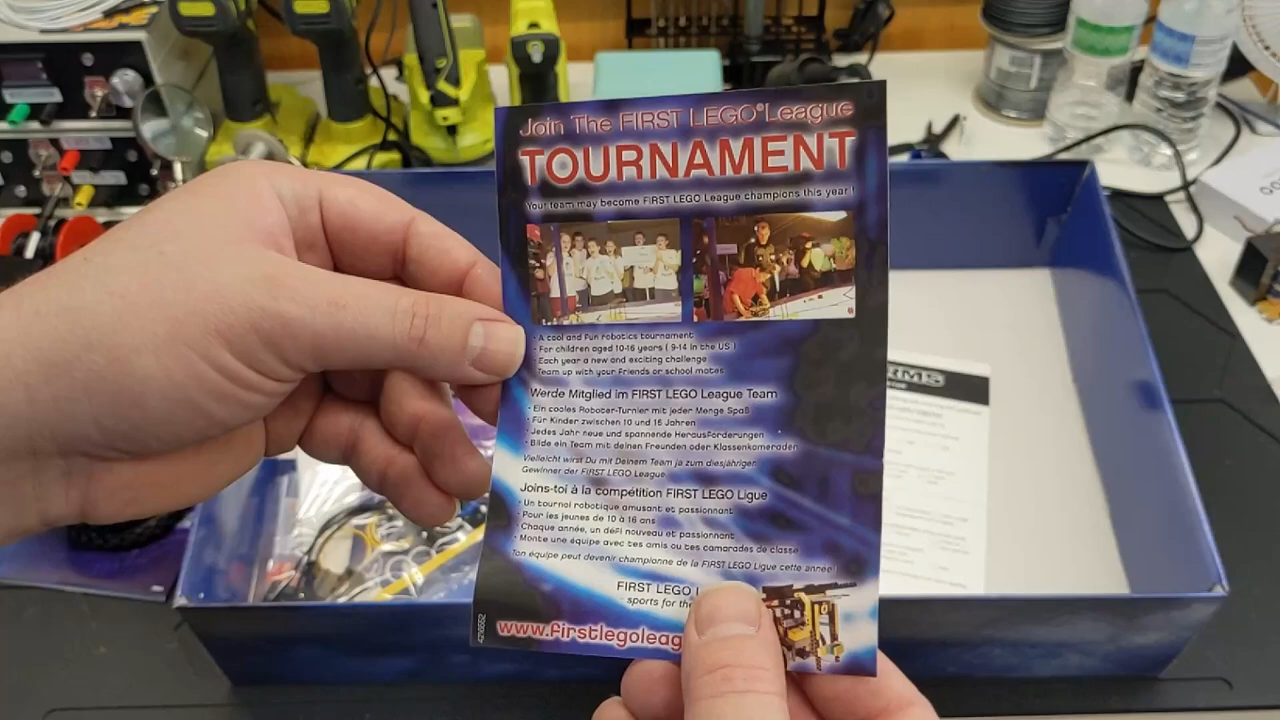 Join The FIRST LEGO® League
TOURNAMENT
Your team may become FIRST LEGO League champions this year !
• A cool and fun robotics tournament
• For children aged 10-16 years ( 9-14 in the US )
• Each year a new and exciting challenge
Team up with your friends or school mates
Werde Mitglied im FIRST LEGO League Team
• Ein cooles Roboter-Turnier mit jeder Menge Spaß
• Für Kinder zwischen 10 und 16 Jahren
• Jedes Jahr neue und spannende Herausforderungen
• Bilde ein Team mit deinen Freunden oder Klassenkameraden
Vielleicht wirst Du mit Deinem Team ja zum diesjährigen
Gewinner der FIRST LEGO League.
Joins-toi à la compétition FIRST LEGO Ligue
• Un tournoi robotique amusant et passionnant
• Pour les jeunes de 10 à 16 ans
• Chaque année, un défi nouveau et passionnant
• Monte une équipe avec tes amis ou tes camarades de classe
Ton équipe peut devenir championne de la FIRST LEGO Ligue cette année !
FIRST LEGO
sports for the
www.firstlegoleag